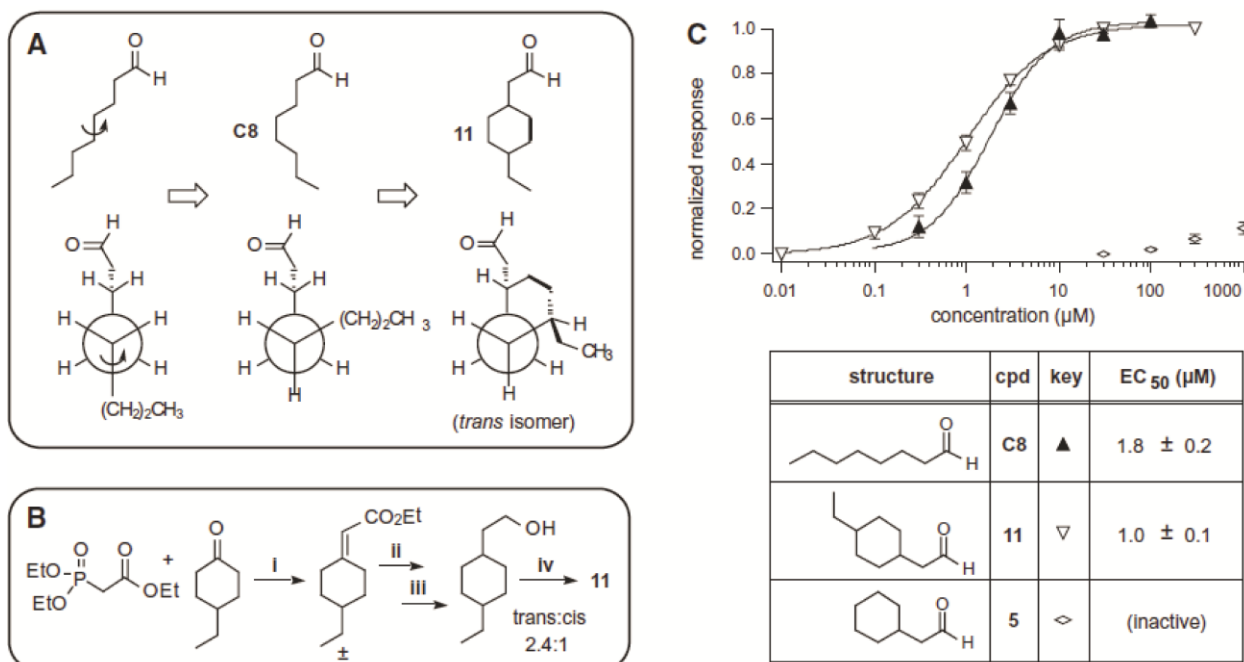 A
O
H
C8
O
H
11
O
H
O
H
H
H
H
H
H
H
(CH2)2CH3
O
H
H
H
H
(CH2)2CH3
H
H
H
O
H
H
H
H
H
H
CH3
H
(trans isomer)
B
EtO
EtO
P
O
O
OEt
+
O
i
CO2Et
±
ii
iii
OH
trans:cis
2.4:1
iv
11
C
normalized response
1.0
0.8
0.6
0.4
0.2
0.0
0.01 0.1 1 10 100 1000
concentration (µM)
structure cpd key EC 50 (µM)
O
H
C8 1.8 ± 0.2
O
H
11 1.0 ± 0.1
O
H
5 (inactive)